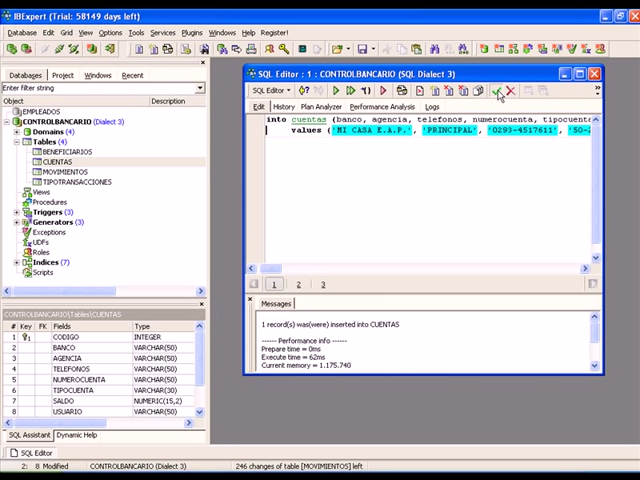 IBExpert (Trial: 58149 days left)
Database Edit Grid View Options Tools Services Plugins Windows Help Register!
Databases Project Windows Recent
Enter filter string
Object Description
EMPLEADOS
CONTROLBANCARIO (Dialect 3)
Domains (4)
Tables (4)
BENEFICIARIOS
CUENTAS
MOVIMIENTOS
TIPOTRANSACCIONES
Views
Procedures
Triggers (3)
Generators (3)
Exceptions
UDFs
Roles
Indices (7)
Scripts
CONTROLBANCARIO\Tables\CUENTAS
# Key FK Fields Type
1 1 CODIGO INTEGER
2 BANCO VARCHAR(50)
3 AGENCIA VARCHAR(50)
4 TELEFONOS VARCHAR(50)
5 NUMEROCUENTA VARCHAR(50)
6 TIPOCUENTA VARCHAR(30)
7 SALDO NUMERIC(15,2)
8 USUARIO VARCHAR(50)
SQL Assistant Dynamic Help
SQL Editor : 1 : CONTROLBANCARIO (SQL Dialect 3)
SQL Editor
Edit History Plan Analyzer Performance Analysis Logs
into cuentas (banco, agencia, telefonos, numerocuenta, tipocuenta
values ('MI CASA E.A.P.', 'PRINCIPAL', '0293-4517611', '50-2
1 2 3
Messages
1 record(s) was(were) inserted into CUENTAS
------ Performance info ------
Prepare time = 0ms
Execute time = 62ms
Current memory = 1.175.740
SQL Editor
2: 8 Modified CONTROLBANCARIO (Dialect 3) 246 changes of table [MOVIMIENTOS] left